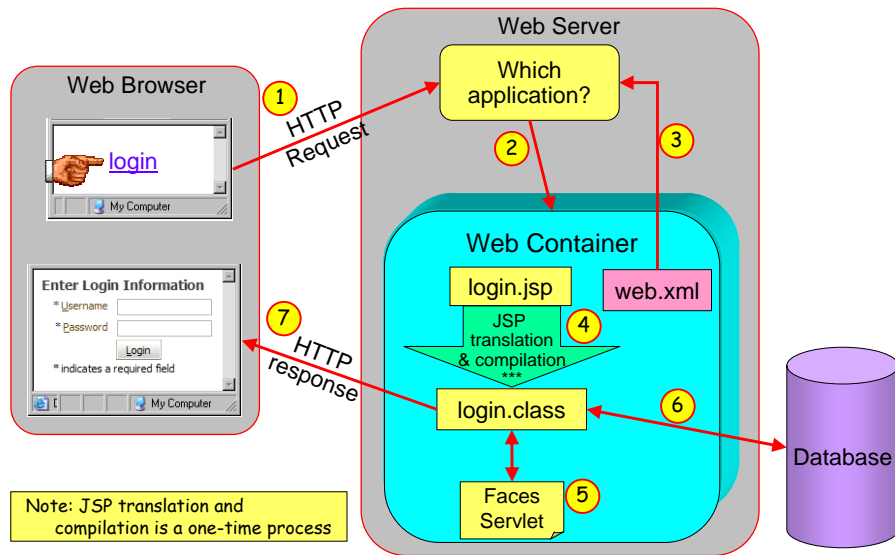 Web Server
Web Browser
1
HTTP
Request
Which
application?
2
3
login
My Computer
Web Container
login.jsp
web.xml
JSP
translation
& compilation
***
4
Enter Login Information
* Username
* Password
Login
* indicates a required field
My Computer
7
HTTP
response
login.class
6
Database
Faces
Servlet
5
Note: JSP translation and
compilation is a one-time process